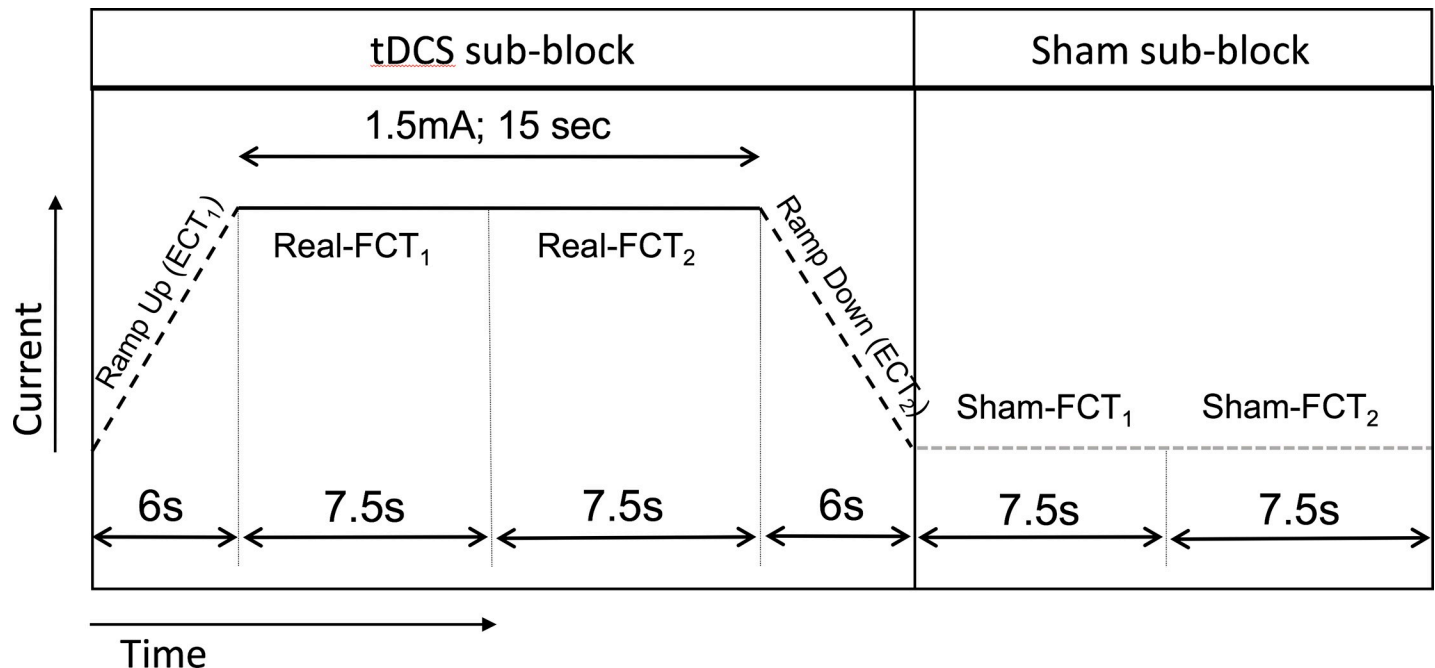 tDCS sub-block
Sham sub-block
1.5mA; 15 sec
Current
Ramp Up (ECT₁)
Real-FCT₁
Real-FCT₂
Ramp Down (ECT₂)
Sham-FCT₁
Sham-FCT₂
6s
7.5s
7.5s
6s
7.5s
7.5s
Time